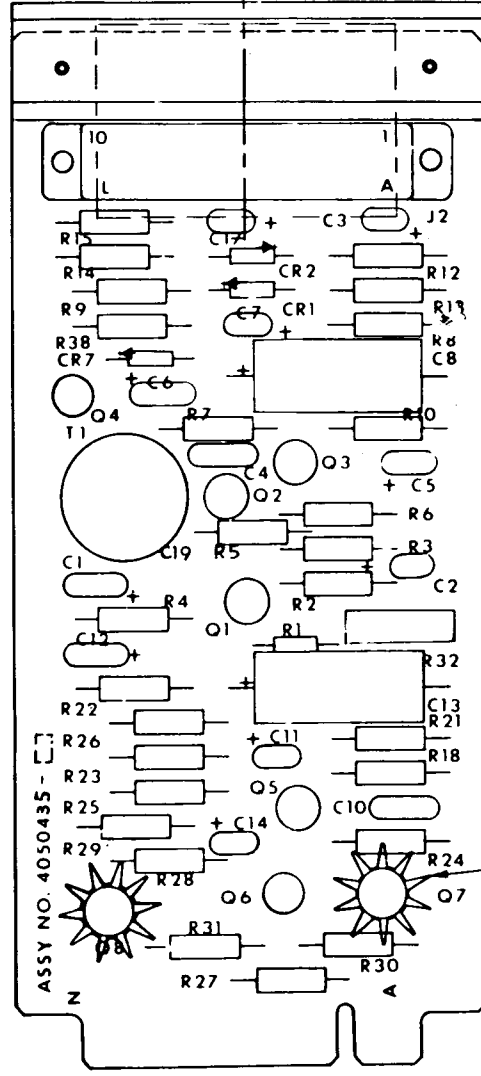 10 1
L A
C3 J2
R15 C17 +
R14 CR2 + R12
R9 CR1 R13
C7
R38 + R8
CR7 + C8
+ C6
Q4 R7 R10
T1
C4 Q3
Q2 + C5
R6
R5
C19 R3
C1 +
+ R4 R2 C2
Q1
C12 R1
+ R32
R22 + C13
R21
R26 + C11
R18
R23
Q5
R25 C10
+ C14
R29 R24
R28
Q6 Q7
R31
Q8 R30
R27
N A
ASSY NO. 4050435-[ ]